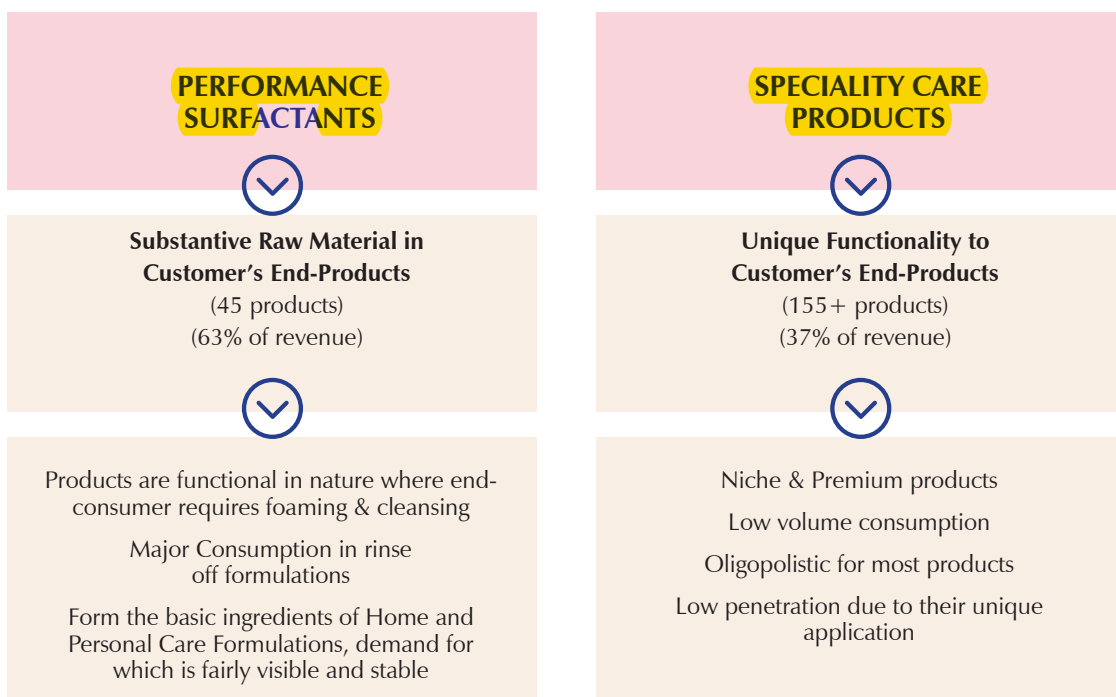 PERFORMANCE
SURFACTANTS
Substantive Raw Material in
Customer’s End-Products
(45 products)
(63% of revenue)
Products are functional in nature where end-
consumer requires foaming & cleansing
Major Consumption in rinse
off formulations
Form the basic ingredients of Home and
Personal Care Formulations, demand for
which is fairly visible and stable
SPECIALITY CARE
PRODUCTS
Unique Functionality to
Customer’s End-Products
(155+ products)
(37% of revenue)
Niche & Premium products
Low volume consumption
Oligopolistic for most products
Low penetration due to their unique
application